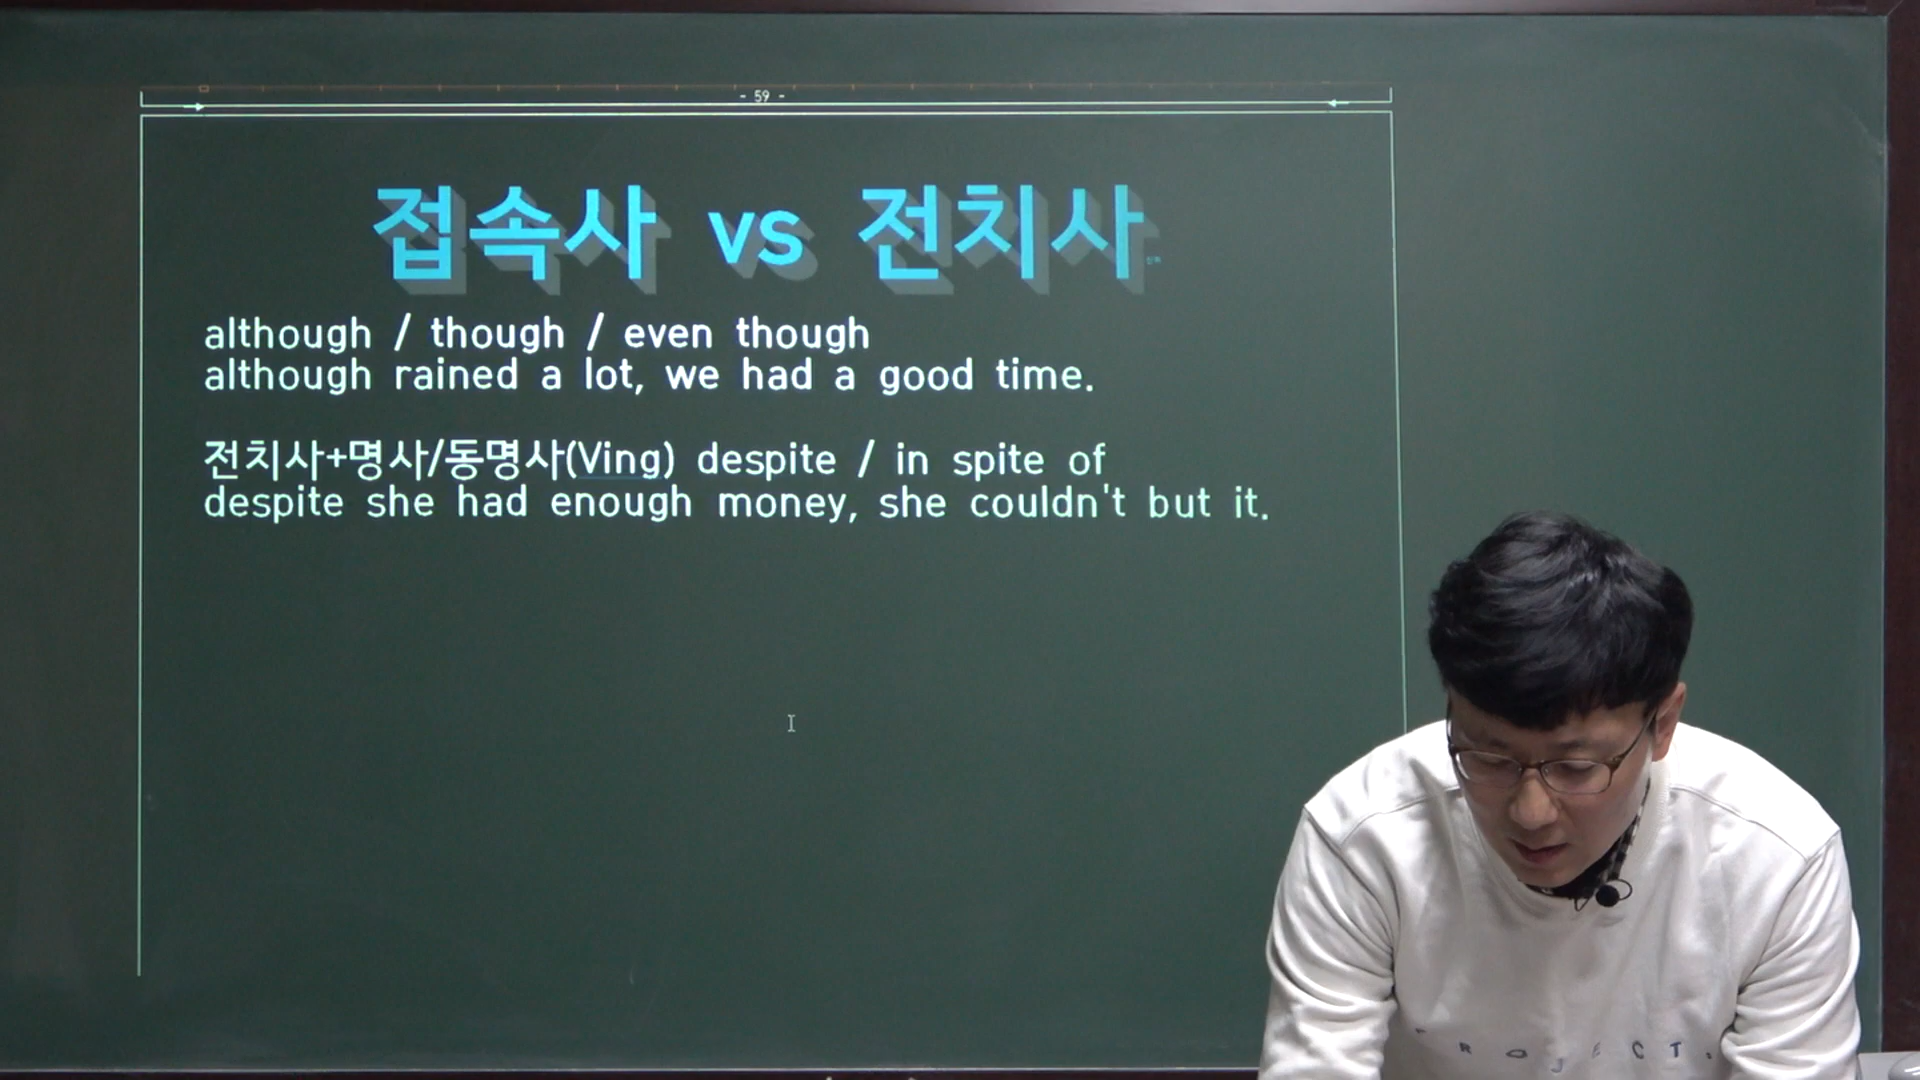 - 59 -
접속사 vs 전치사
although / though / even though
although rained a lot, we had a good time.
전치사+명사/동명사(Ving) despite / in spite of
despite she had enough money, she couldn't but it.
R O J E C T .